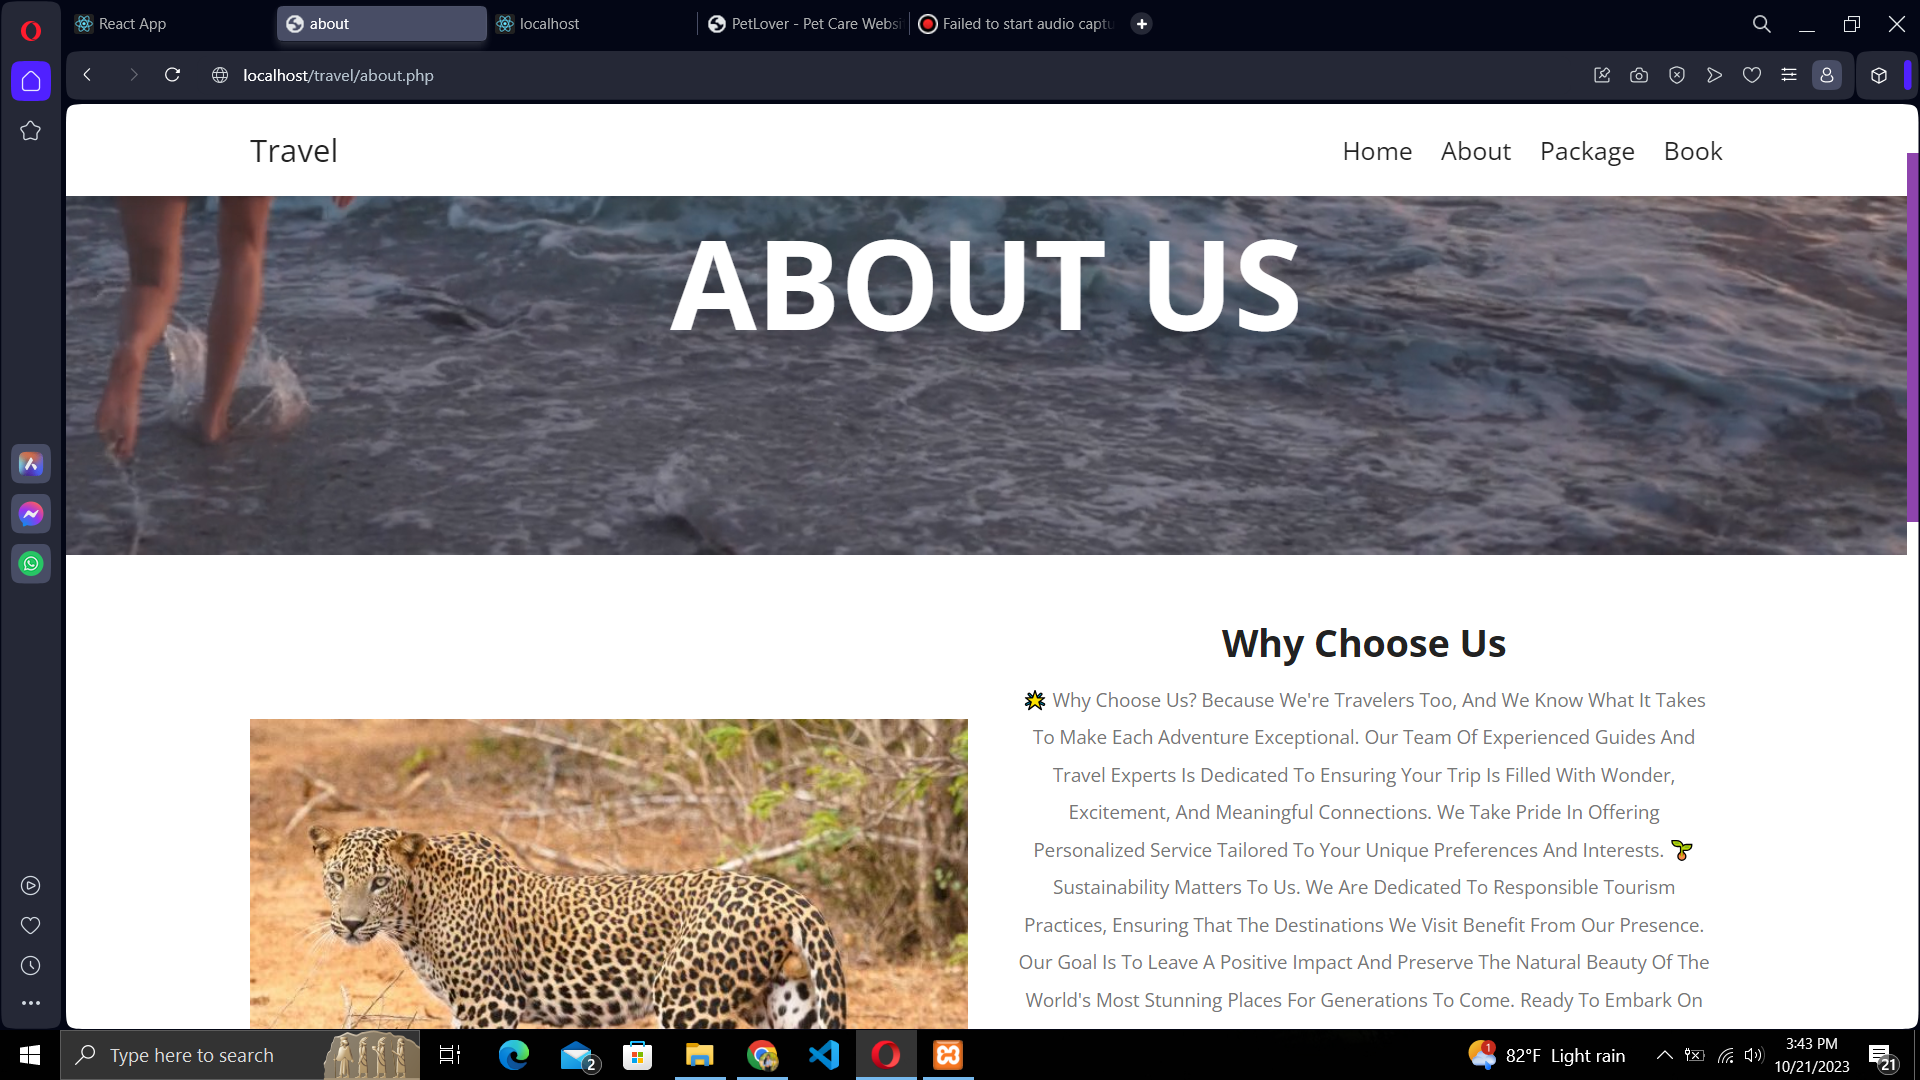 React App
about
localhost
PetLover - Pet Care Websi
Failed to start audio captu
localhost/travel/about.php
Travel
Home
About
Package
Book
ABOUT US
Why Choose Us
🌟 Why Choose Us? Because We're Travelers Too, And We Know What It Takes
To Make Each Adventure Exceptional. Our Team Of Experienced Guides And
Travel Experts Is Dedicated To Ensuring Your Trip Is Filled With Wonder,
Excitement, And Meaningful Connections. We Take Pride In Offering
Personalized Service Tailored To Your Unique Preferences And Interests. 🌱
Sustainability Matters To Us. We Are Dedicated To Responsible Tourism
Practices, Ensuring That The Destinations We Visit Benefit From Our Presence.
Our Goal Is To Leave A Positive Impact And Preserve The Natural Beauty Of The
World's Most Stunning Places For Generations To Come. Ready To Embark On
Type here to search
2
1
82°F Light rain
3:43 PM
10/21/2023
21